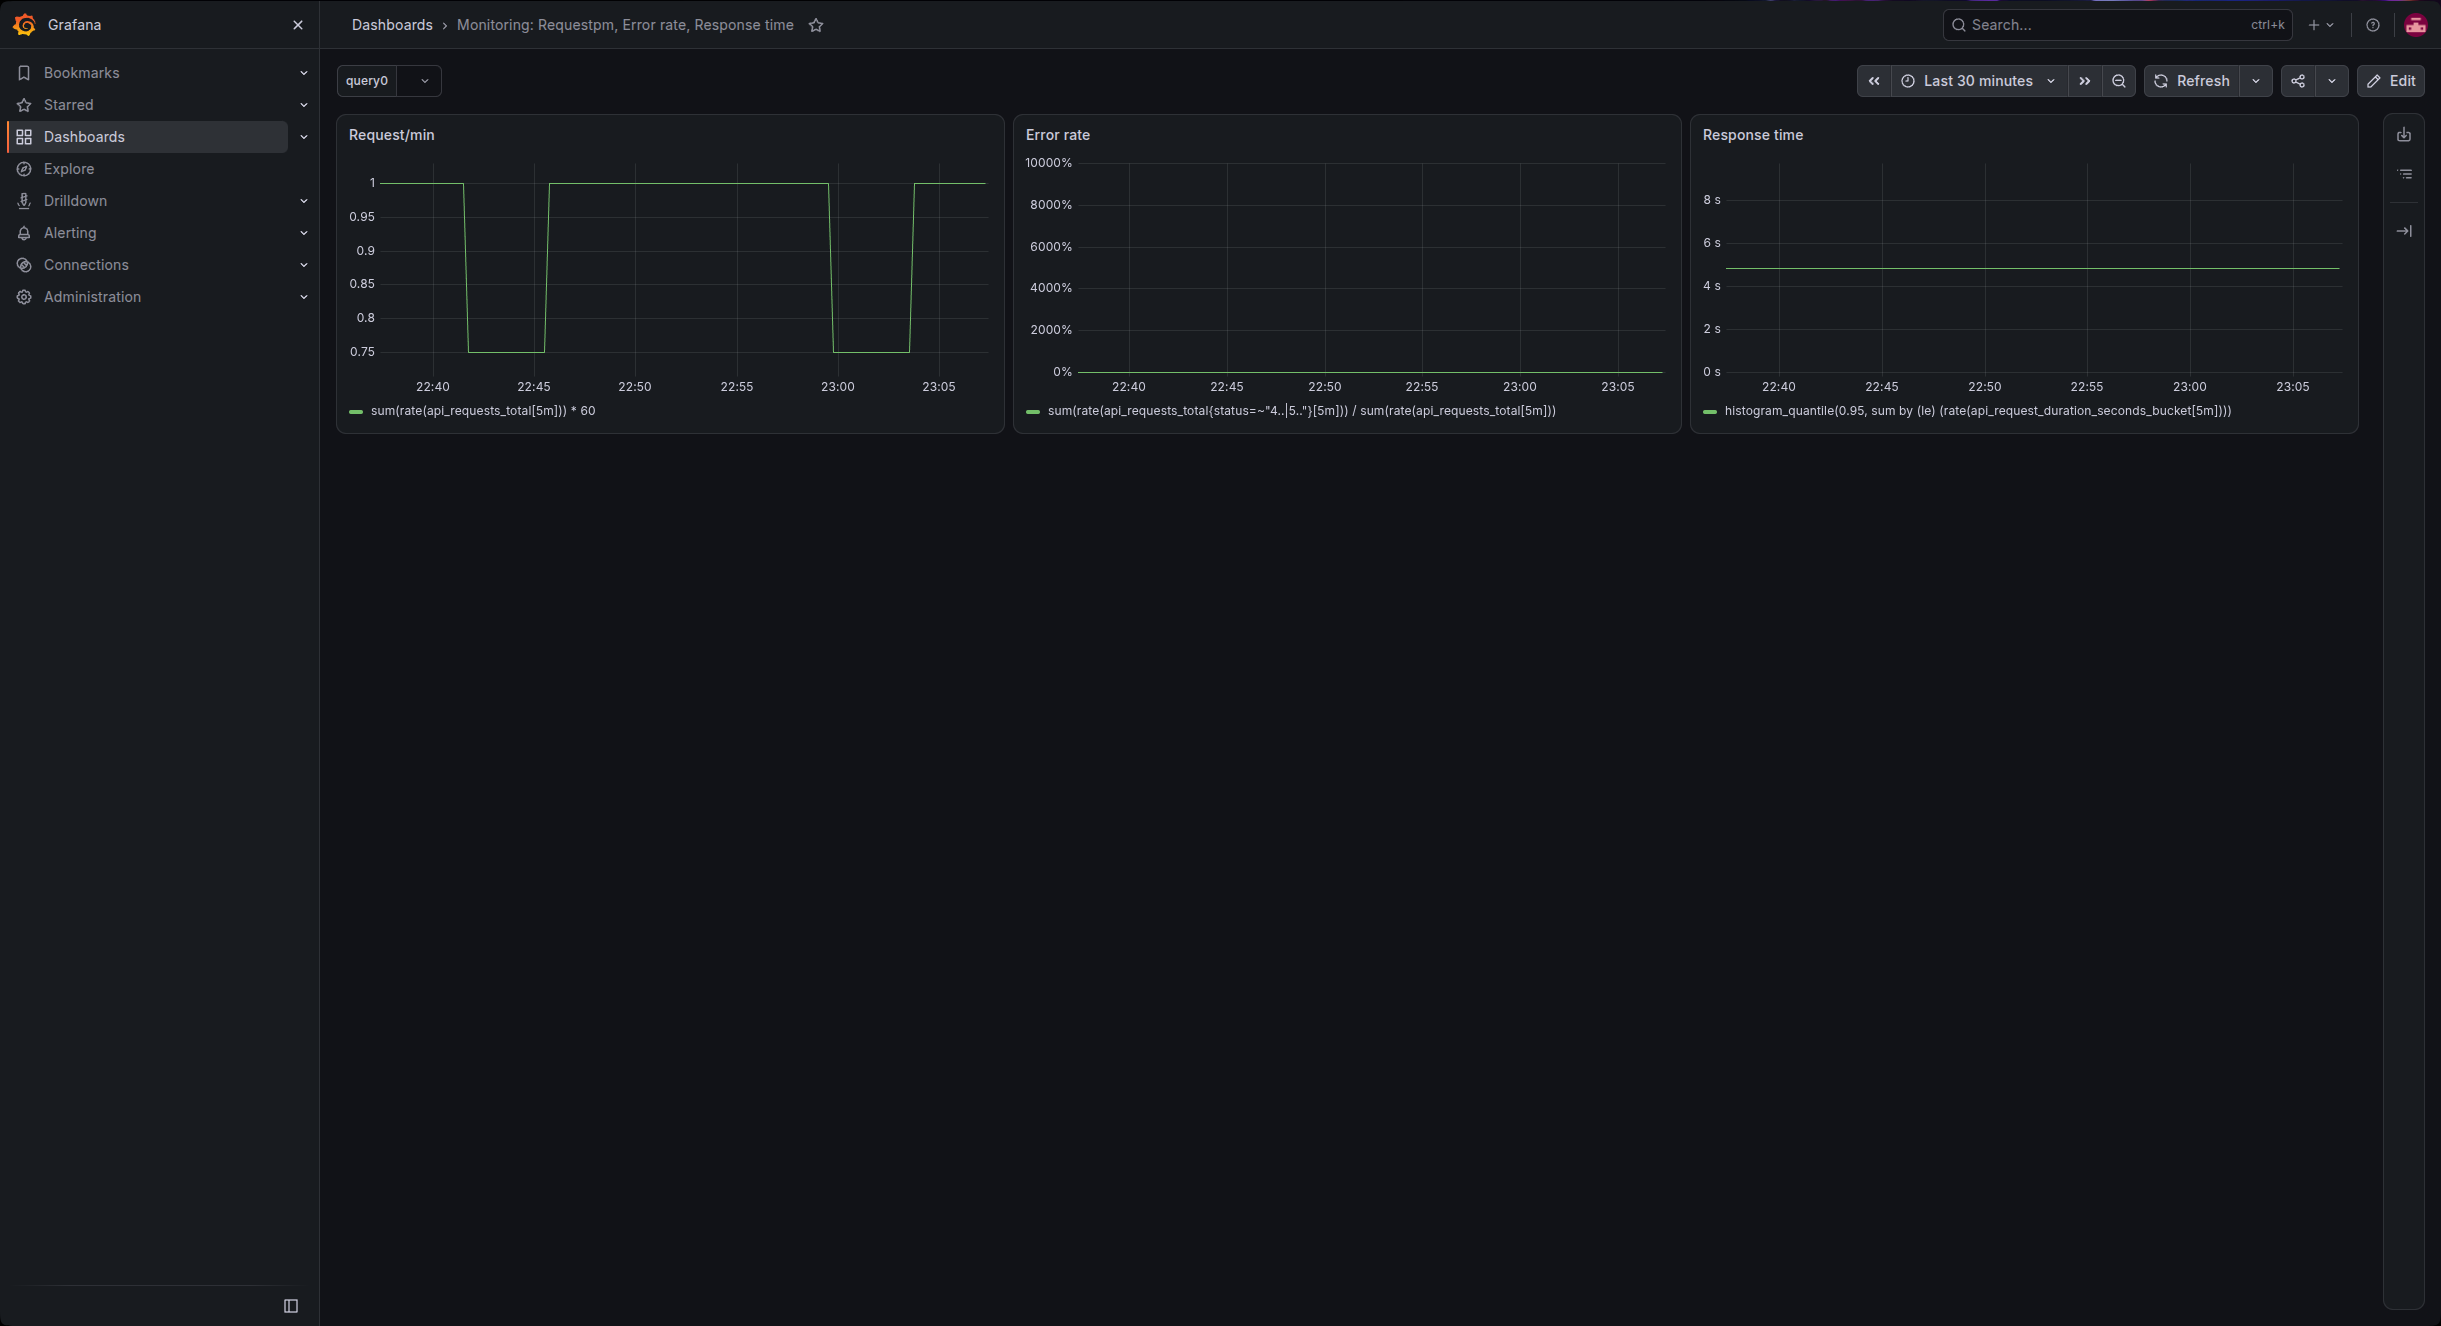 Grafana
Dashboards › Monitoring: Requestpm, Error rate, Response time
Search... ctrl+k
Bookmarks
Starred
Dashboards
Explore
Drilldown
Alerting
Connections
Administration
query0
Last 30 minutes
Refresh
Edit
Request/min
1
0.95
0.9
0.85
0.8
0.75
22:40 22:45 22:50 22:55 23:00 23:05
sum(rate(api_requests_total[5m])) * 60
Error rate
10000%
8000%
6000%
4000%
2000%
0%
22:40 22:45 22:50 22:55 23:00 23:05
sum(rate(api_requests_total{status=~"4..|5.."}[5m])) / sum(rate(api_requests_total[5m]))
Response time
8 s
6 s
4 s
2 s
0 s
22:40 22:45 22:50 22:55 23:00 23:05
histogram_quantile(0.95, sum by (le) (rate(api_request_duration_seconds_bucket[5m])))